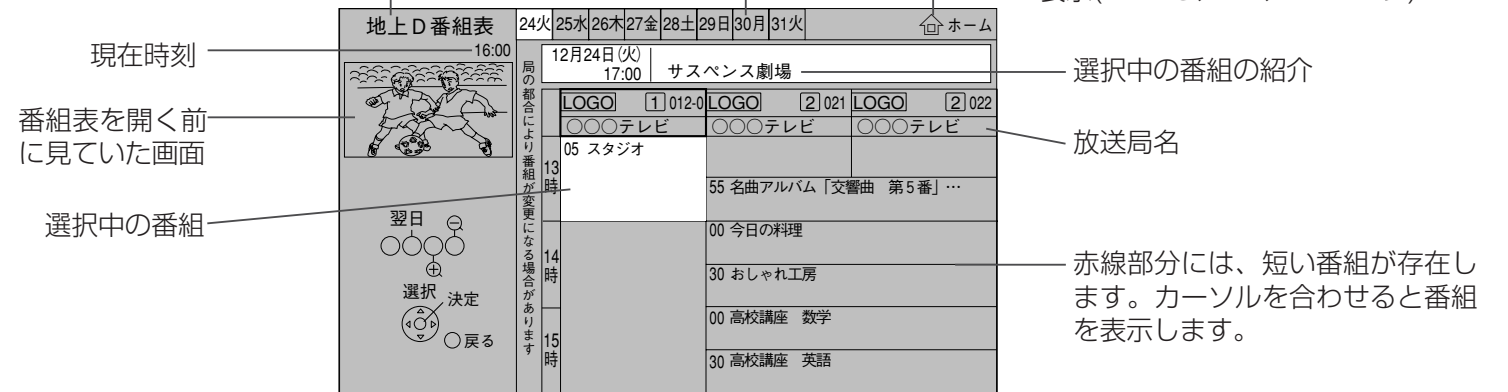 地上D番組表
24火 25水 26木 27金 28土 29日 30月 31火
ホーム
現在時刻
16:00
12月24日(火)
17:00 サスペンス劇場
選択中の番組の紹介
局の都合により番組が変更になる場合があります
番組表を開く前
に見ていた画面
LOGO 1 012-0 LOGO 2 021 LOGO 2 022
○○○テレビ ○○○テレビ ○○○テレビ
放送局名
13時
05 スタジオ
55 名曲アルバム「交響曲 第5番」…
選択中の番組
翌日
00 今日の料理
14時
30 おしゃれ工房
赤線部分には、短い番組が存在し
ます。カーソルを合わせると番組
を表示します。
選択
決定
戻る
00 高校講座 数学
15時
30 高校講座 英語